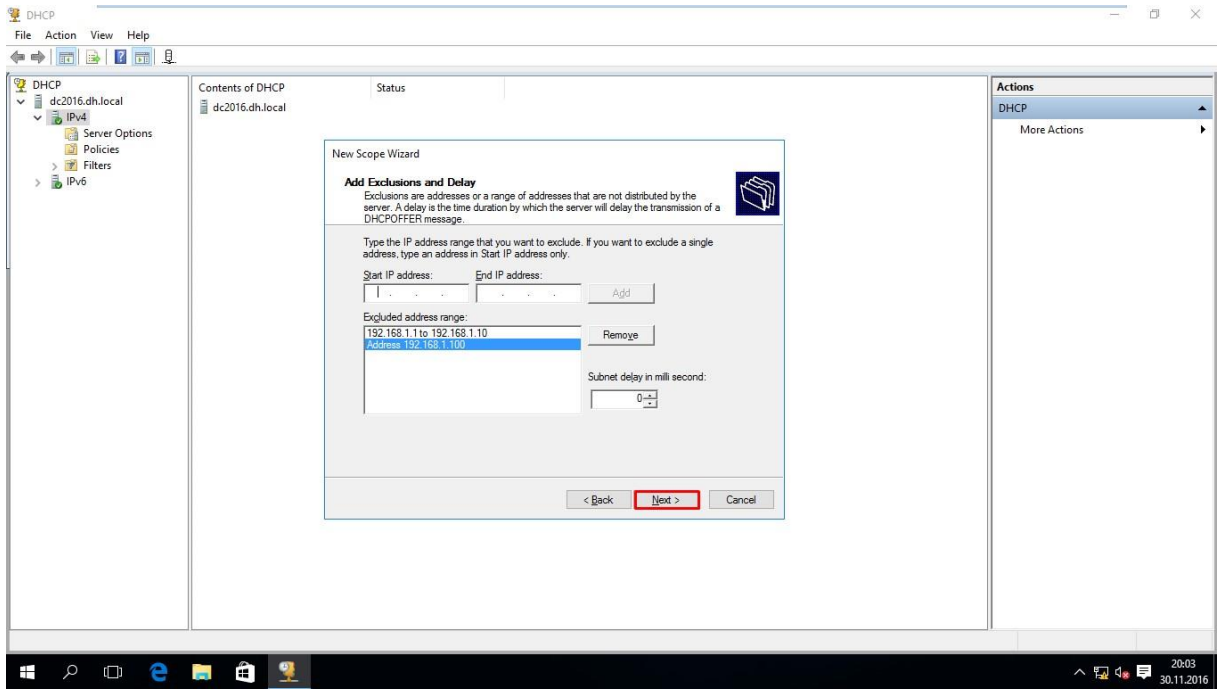 DHCP
File Action View Help
DHCP
dc2016.dh.local
IPv4
Server Options
Policies
Filters
IPv6
Contents of DHCP Status
dc2016.dh.local
New Scope Wizard
Add Exclusions and Delay
Exclusions are addresses or a range of addresses that are not distributed by the
server. A delay is the time duration by which the server will delay the transmission of a
DHCPOFFER message.
Type the IP address range that you want to exclude. If you want to exclude a single
address, type an address in Start IP address only.
Start IP address: End IP address:
. . . . . . Add
Excluded address range:
192.168.1.1 to 192.168.1.10
Address 192.168.1.100
Remove
Subnet delay in milli second:
0
< Back Next > Cancel
Actions
DHCP
More Actions
20:03
30.11.2016